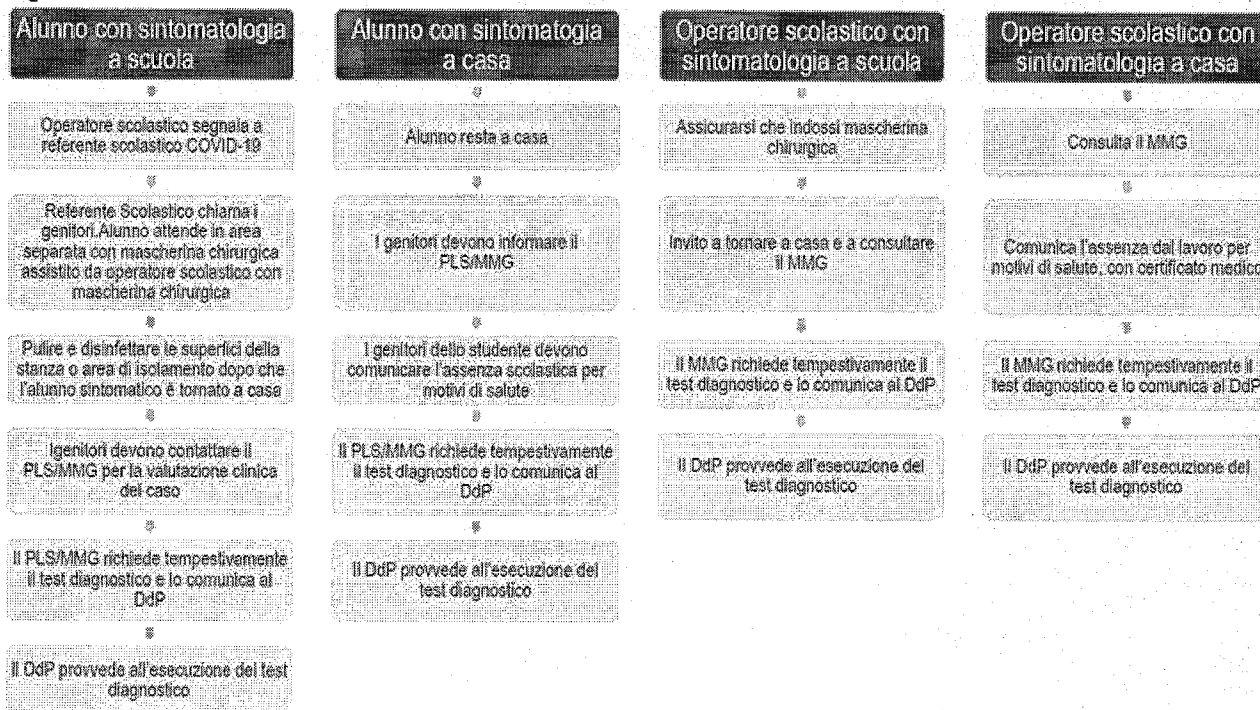 Alunno con sintomatologia
a scuola
Operatore scolastico segnala a
referente scolastico COVID-19
Referente Scolastico chiama i
genitori.Alunno attende in area
separata con mascherina chirurgica
assistito da operatore scolastico con
mascherina chirurgica
Pulire e disinfettare le superfici della
stanza o area di isolamento dopo che
l'alunno sintomatico è tornato a casa
Igenitori devono contattare il
PLS/MMG per la valutazione clinica
del caso
Il PLS/MMG richiede tempestivamente
il test diagnostico e lo comunica al
DdP
Il DdP provvede all'esecuzione del test
diagnostico
Alunno con sintomatogia
a casa
Alunno resta a casa
I genitori devono informare il
PLS/MMG
I genitori dello studente devono
comunicare l'assenza scolastica per
motivi di salute
Il PLS/MMG richiede tempestivamente
il test diagnostico e lo comunica al
DdP
Il DdP provvede all'esecuzione del
test diagnostico
Operatore scolastico con
sintomatologia a scuola
Assicurarsi che indossi mascherina
chirurgica
Invito a tornare a casa e a consultare
il MMG
Il MMG richiede tempestivamente il
test diagnostico e lo comunica al DdP
Il DdP provvede all'esecuzione del
test diagnostico
Operatore scolastico con
sintomatologia a casa
Consulta il MMG
Comunica l'assenza dal lavoro per
motivi di salute, con certificato medico
Il MMG richiede tempestivamente il
test diagnostico e lo comunica al DdP
Il DdP provvede all'esecuzione del
test diagnostico